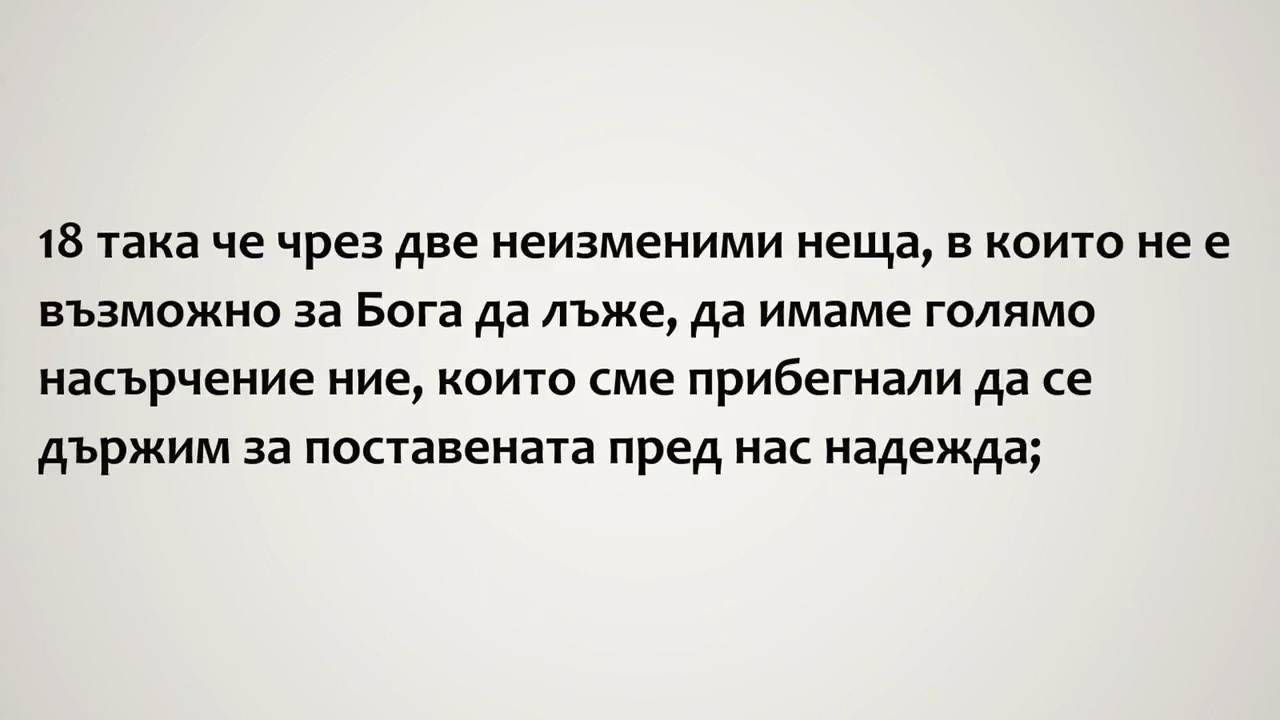 18 така че чрез две неизменими неща, в които не е
възможно за Бога да лъже, да имаме голямо
насърчение ние, които сме прибегнали да се
държим за поставената пред нас надежда;